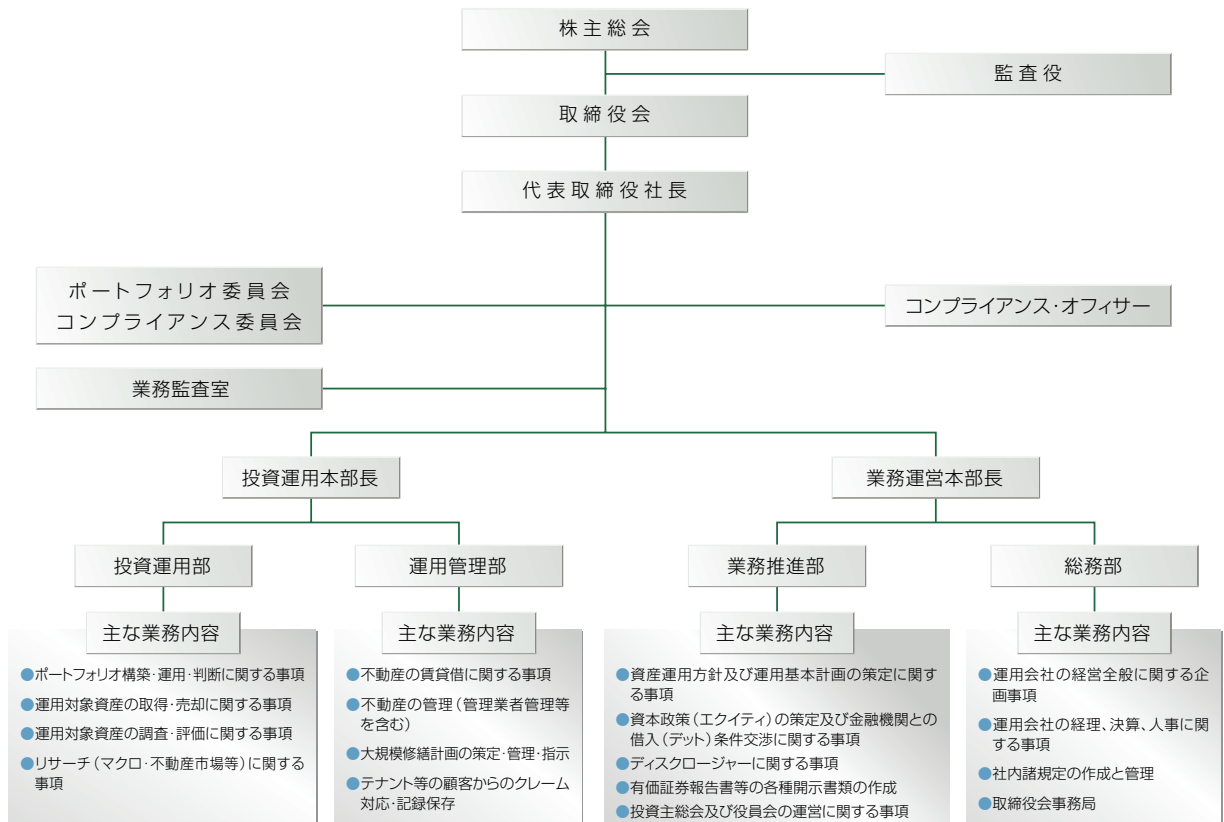 株主総会
監査役
取締役会
代表取締役社長
ポートフォリオ委員会
コンプライアンス委員会
コンプライアンス・オフィサー
業務監査室
投資運用本部長
業務運営本部長
投資運用部
運用管理部
業務推進部
総務部
主な業務内容
●ポートフォリオ構築・運用・判断に関する事項
●運用対象資産の取得・売却に関する事項
●運用対象資産の調査・評価に関する事項
●リサーチ（マクロ・不動産市場等）に関する
事項
主な業務内容
●不動産の賃貸借に関する事項
●不動産の管理（管理業者管理等
を含む）
●大規模修繕計画の策定・管理・指示
●テナント等の顧客からのクレーム
対応・記録保存
主な業務内容
●資産運用方針及び運用基本計画の策定に関す
る事項
●資本政策（エクイティ）の策定及び金融機関との
借入（デット）条件交渉に関する事項
●ディスクロージャーに関する事項
●有価証券報告書等の各種開示書類の作成
●投資主総会及び役員会の運営に関する事項
主な業務内容
●運用会社の経営全般に関する企
画事項
●運用会社の経理、決算、人事に関
する事項
●社内諸規定の作成と管理
●取締役会事務局